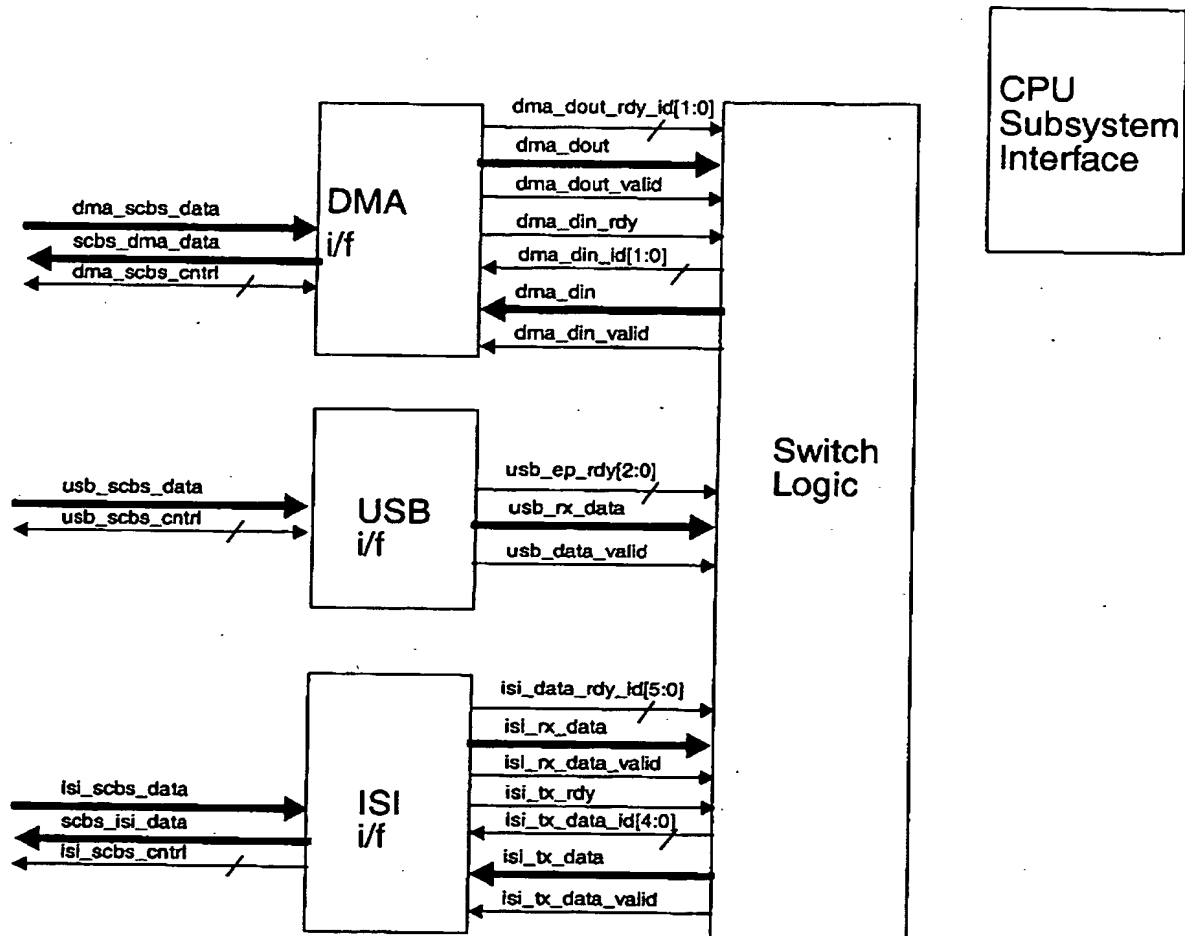 CPU
Subsystem
Interface
dma_dout_rdy_id[1:0]
dma_dout
dma_dout_valid
dma_din_rdy
dma_din_id[1:0]
dma_din
dma_din_valid
DMA
i/f
dma_scbs_data
scbs_dma_data
dma_scbs_cntrl
Switch
Logic
usb_ep_rdy[2:0]
usb_rx_data
usb_data_valid
USB
i/f
usb_scbs_data
usb_scbs_cntrl
isi_data_rdy_id[5:0]
isi_rx_data
isi_rx_data_valid
isi_tx_rdy
isi_tx_data_id[4:0]
isi_tx_data
isi_tx_data_valid
ISI
i/f
isi_scbs_data
scbs_isi_data
isi_scbs_cntrl